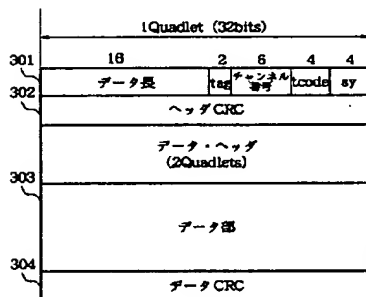 1Quadlet (32bits)
16 2 6 4 4
301
データ長 tag チャンネル番号 tcode sy
302
ヘッダCRC
データ・ヘッダ
(2Quadlets)
303
データ部
304
データCRC